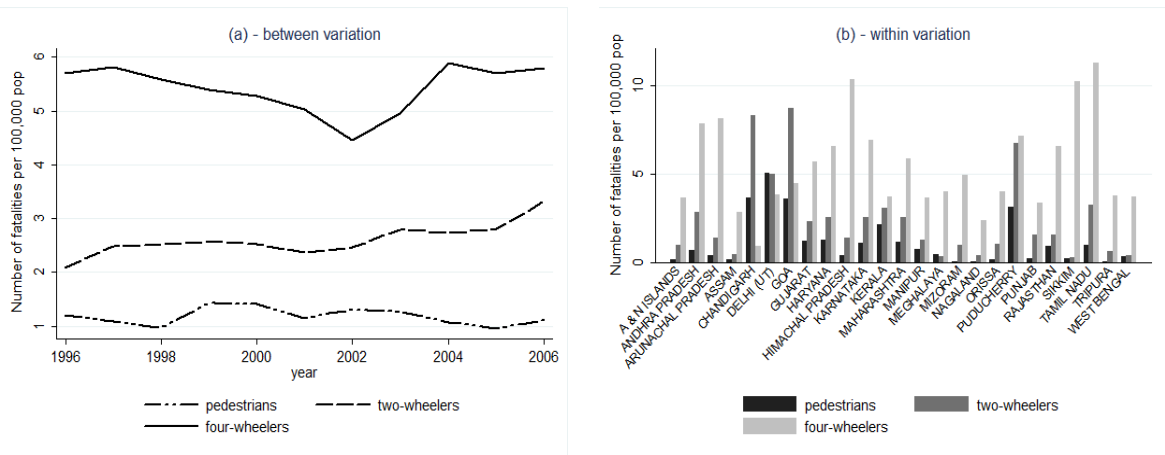 (a) - between variation
Number of fatalities per 100,000 pop
6
5
4
3
2
1
1996 1998 2000 2002 2004 2006
year
pedestrians two-wheelers
four-wheelers
(b) - within variation
Number of fatalities per 100,000 pop
10
5
0
A & N ISLANDS
ANDHRA PRADESH
ARUNACHAL PRADESH
ASSAM
CHANDIGARH
DELHI (UT)
GOA
GUJARAT
HARYANA
HIMACHAL PRADESH
KARNATAKA
KERALA
MAHARASHTRA
MANIPUR
MEGHALAYA
MIZORAM
NAGALAND
ORISSA
PUDUCHERRY
PUNJAB
RAJASTHAN
SIKKIM
TAMIL NADU
TRIPURA
WEST BENGAL
pedestrians two-wheelers
four-wheelers